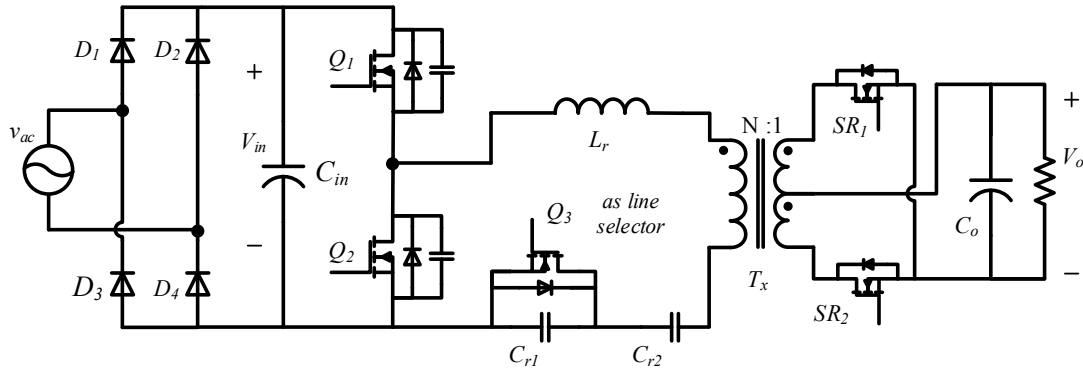 D1
D2
Q1
vac
+
Vin
−
Cin
Lr
N :1
SR1
+
Vo
−
Co
as line
selector
Q3
Q2
D3
D4
Tx
SR2
Cr1
Cr2